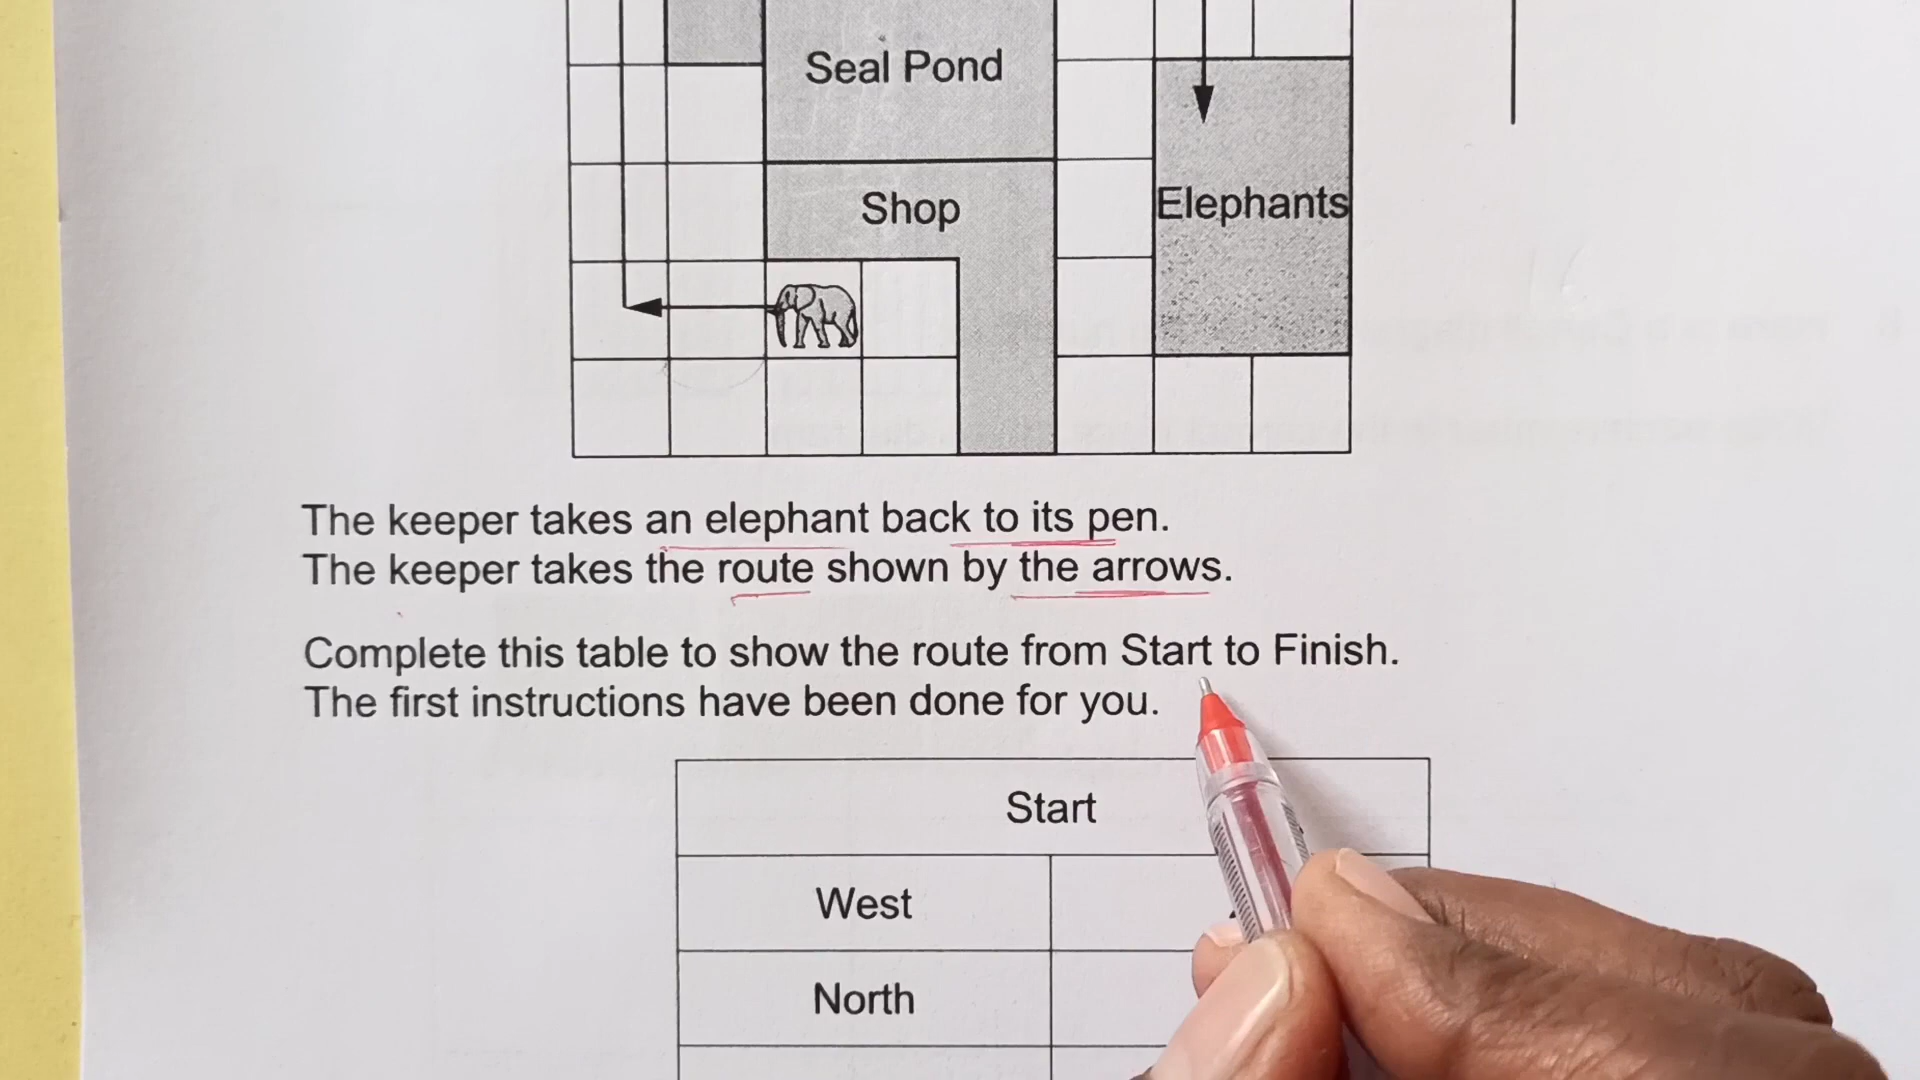 Seal Pond
Shop
Elephants
The keeper takes an elephant back to its pen.
The keeper takes the route shown by the arrows.
Complete this table to show the route from Start to Finish.
The first instructions have been done for you.
Start
West
North